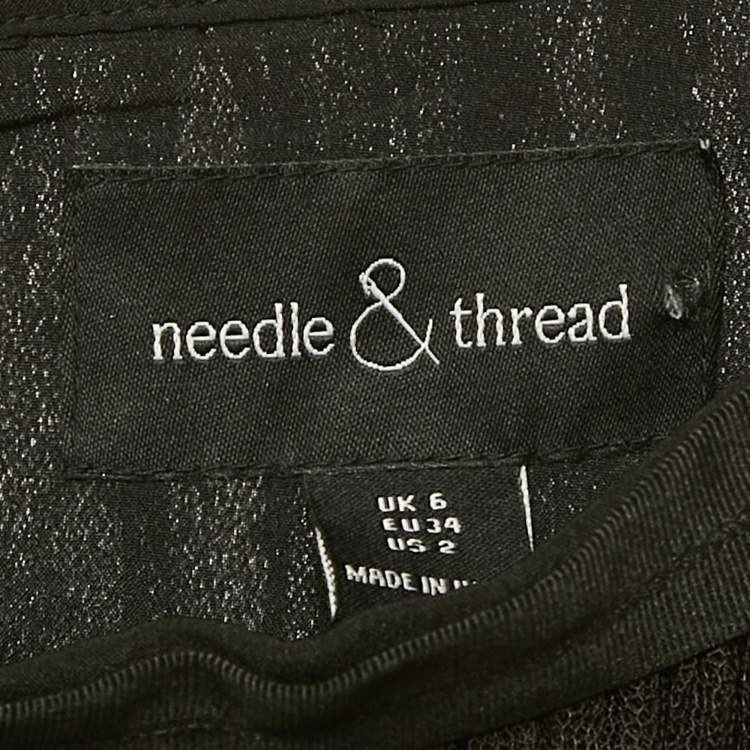 needle & thread
UK 6
EU 34
US 2
MADE IN